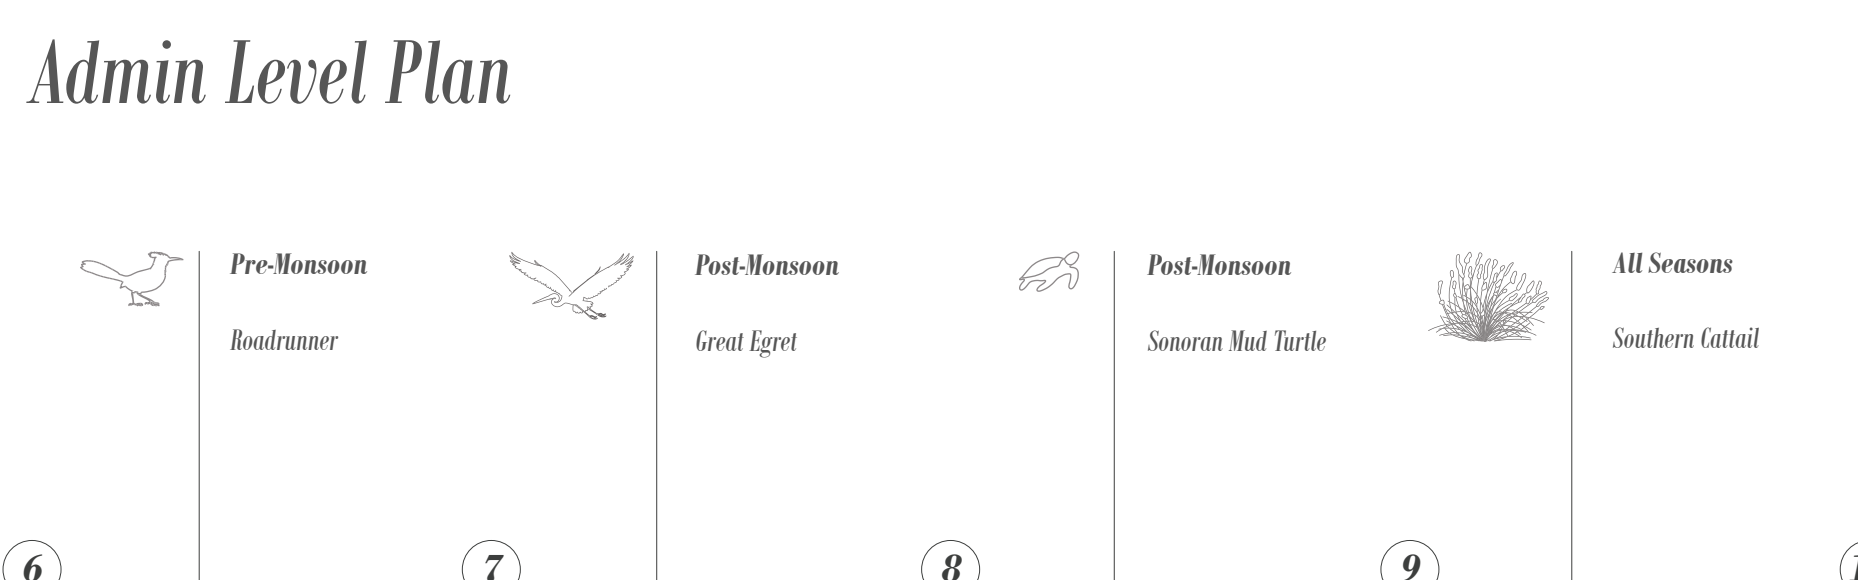 Admin Level Plan
Pre-Monsoon
Roadrunner
Post-Monsoon
Great Egret
Post-Monsoon
Sonoran Mud Turtle
All Seasons
Southern Cattail
6
7
8
9